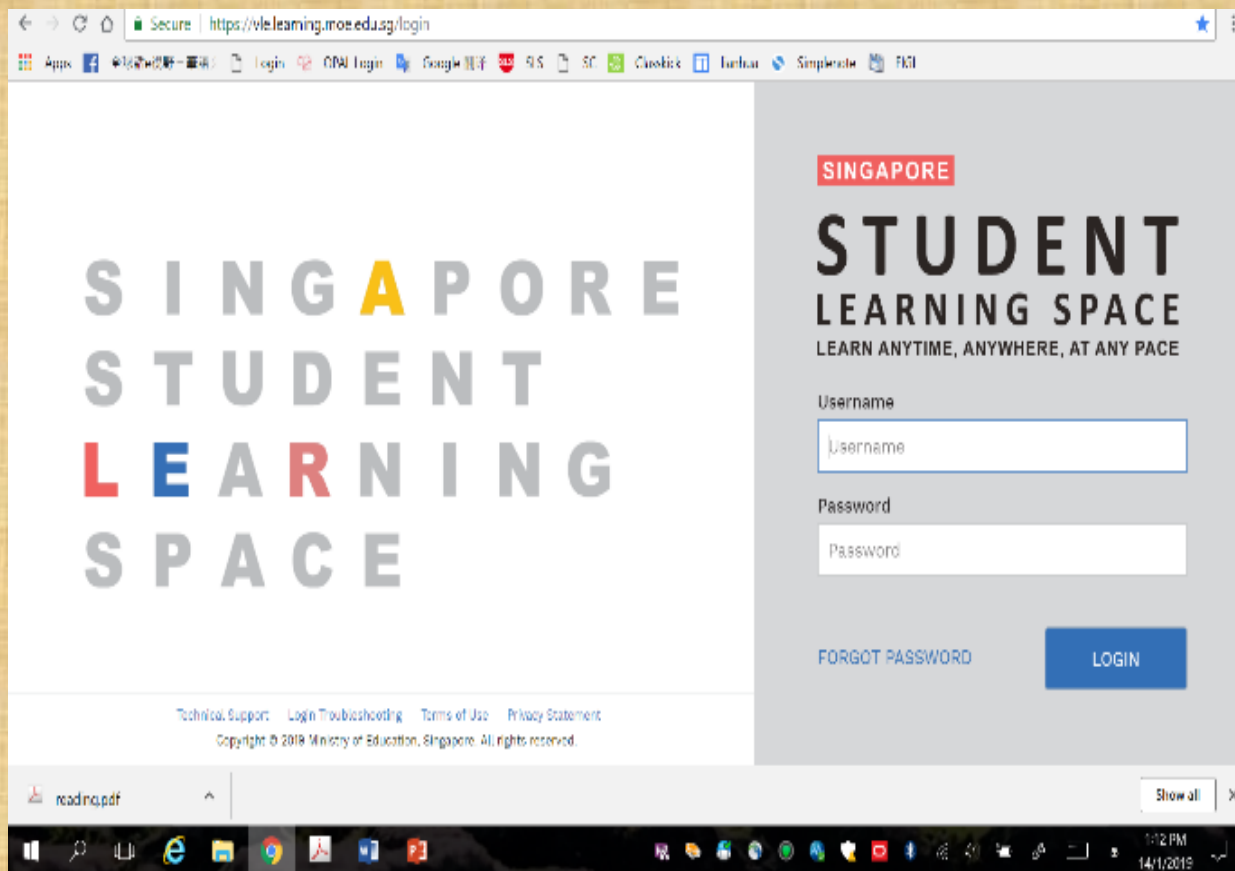 Secure | https://vle.learning.moe.edu.sg/login
Apps Login OPAL Login Google SLS SC Classkick Lianhua Simplenote
SINGAPORE
STUDENT
LEARNING
SPACE
Technical Support Login Troubleshooting Terms of Use Privacy Statement
Copyright © 2019 Ministry of Education, Singapore. All rights reserved.
SINGAPORE
STUDENT
LEARNING SPACE
LEARN ANYTIME, ANYWHERE, AT ANY PACE
Username
Username
Password
Password
FORGOT PASSWORD
LOGIN
reading.pdf
Show all
1:12 PM
14/1/2019